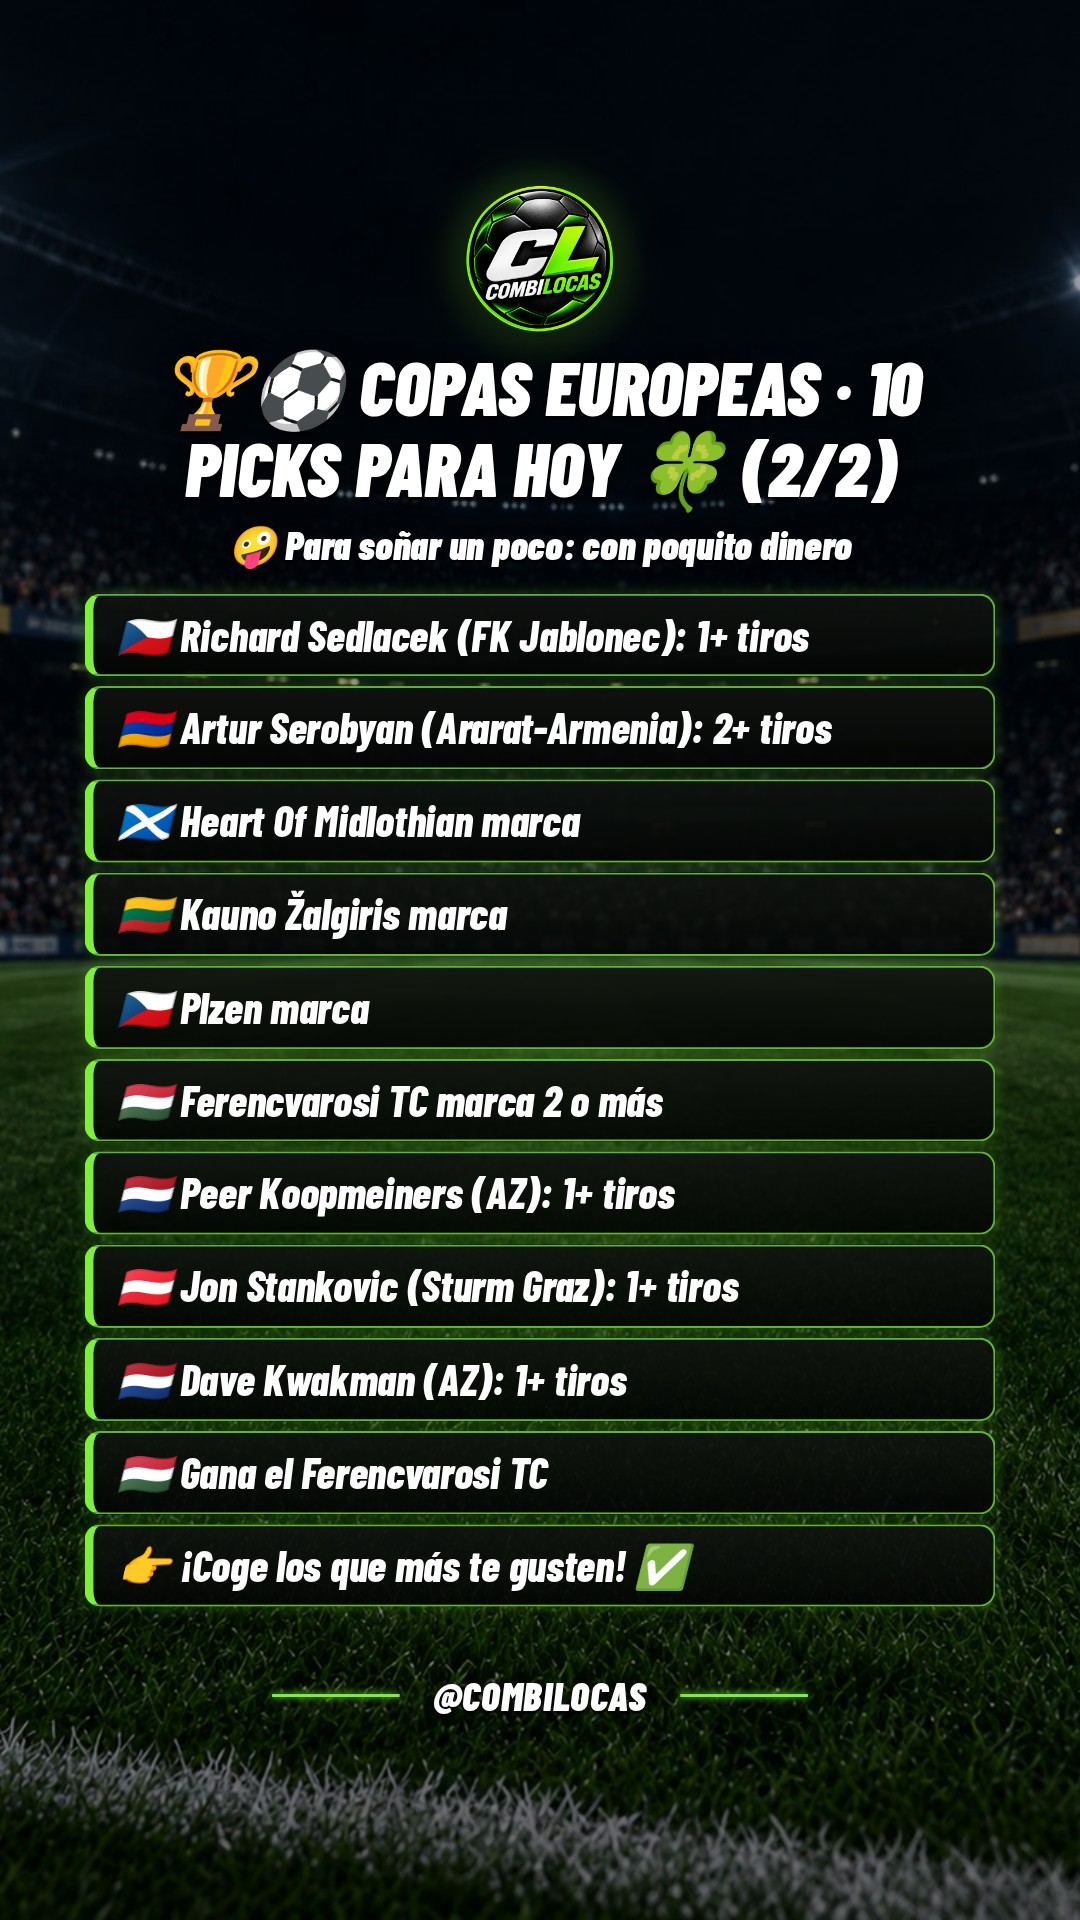 CL
COMBILOCAS
🏆⚽ COPAS EUROPEAS · 10
PICKS PARA HOY 🍀 (2/2)
🤪 Para soñar un poco: con poquito dinero
🇨🇿 Richard Sedlacek (FK Jablonec): 1+ tiros
🇦🇲 Artur Serobyan (Ararat-Armenia): 2+ tiros
🏴󠁧󠁢󠁳󠁣󠁴󠁿 Heart Of Midlothian marca
🇱🇹 Kauno Žalgiris marca
🇨🇿 Plzen marca
🇭🇺 Ferencvarosi TC marca 2 o más
🇳🇱 Peer Koopmeiners (AZ): 1+ tiros
🇦🇹 Jon Stankovic (Sturm Graz): 1+ tiros
🇳🇱 Dave Kwakman (AZ): 1+ tiros
🇭🇺 Gana el Ferencvarosi TC
👉 ¡Coge los que más te gusten! ✅
@COMBILOCAS